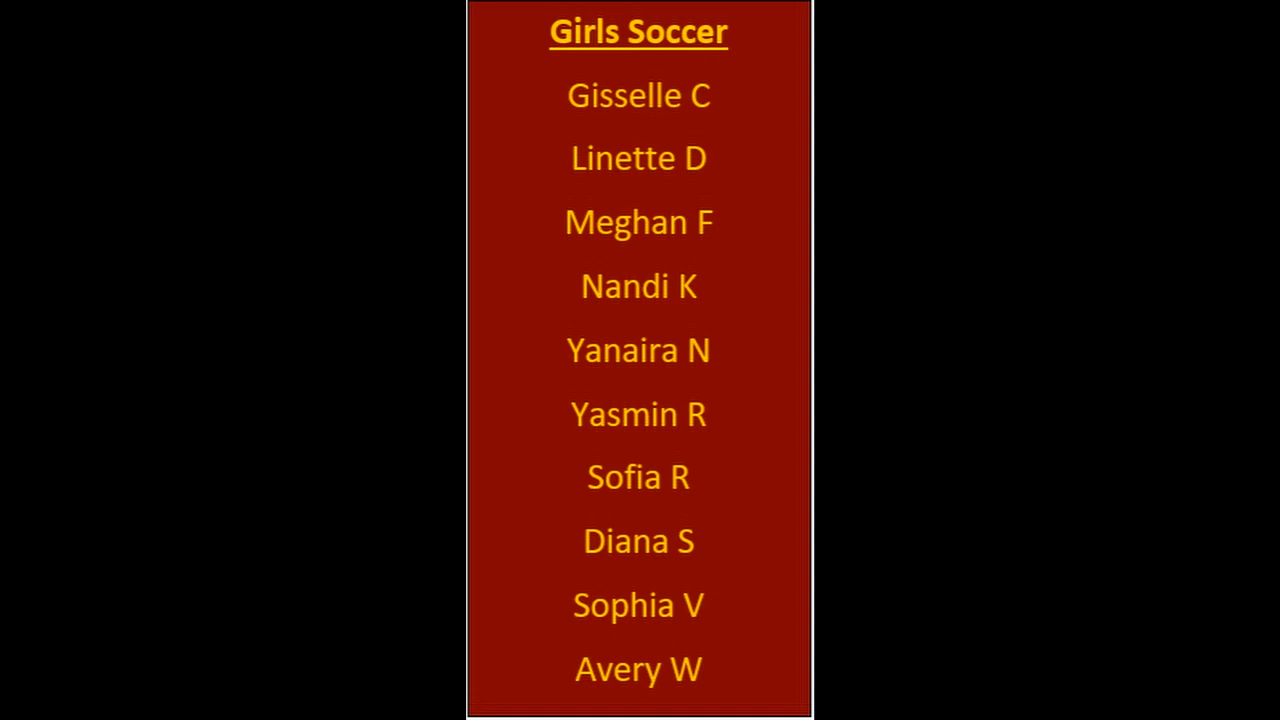 Girls Soccer
Gisselle C
Linette D
Meghan F
Nandi K
Yanaira N
Yasmin R
Sofia R
Diana S
Sophia V
Avery W